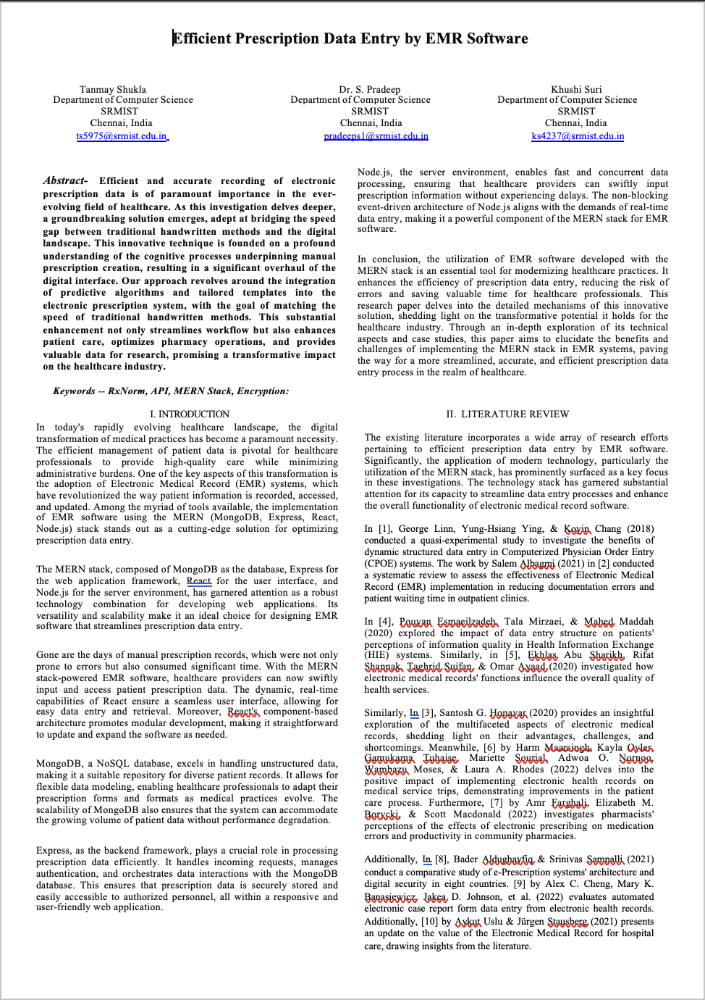 Efficient Prescription Data Entry by EMR Software
Tanmay Shukla
Department of Computer Science
SRMIST
Chennai, India
ts5975@srmist.edu.in
Dr. S. Pradeep
Department of Computer Science
SRMIST
Chennai, India
pradeeps1@srmist.edu.in
Khushi Suri
Department of Computer Science
SRMIST
Chennai, India
ks4237@srmist.edu.in
Abstract- Efficient and accurate recording of electronic
prescription data is of paramount importance in the ever-
evolving field of healthcare. As this investigation delves deeper,
a groundbreaking solution emerges, adept at bridging the speed
gap between traditional handwritten methods and the digital
landscape. This innovative technique is founded on a profound
understanding of the cognitive processes underpinning manual
prescription creation, resulting in a significant overhaul of the
digital interface. Our approach revolves around the integration
of predictive algorithms and tailored templates into the
electronic prescription system, with the goal of matching the
speed of traditional handwritten methods. This substantial
enhancement not only streamlines workflow but also enhances
patient care, optimizes pharmacy operations, and provides
valuable data for research, promising a transformative impact
on the healthcare industry.
Keywords -- RxNorm, API, MERN Stack, Encryption:
I. INTRODUCTION
In today's rapidly evolving healthcare landscape, the digital
transformation of medical practices has become a paramount necessity.
The efficient management of patient data is pivotal for healthcare
professionals to provide high-quality care while minimizing
administrative burdens. One of the key aspects of this transformation is
the adoption of Electronic Medical Record (EMR) systems, which
have revolutionized the way patient information is recorded, accessed,
and updated. Among the myriad of tools available, the implementation
of EMR software using the MERN (MongoDB, Express, React,
Node.js) stack stands out as a cutting-edge solution for optimizing
prescription data entry.
The MERN stack, composed of MongoDB as the database, Express for
the web application framework, React for the user interface, and
Node.js for the server environment, has garnered attention as a robust
technology combination for developing web applications. Its
versatility and scalability make it an ideal choice for designing EMR
software that streamlines prescription data entry.
Gone are the days of manual prescription records, which were not only
prone to errors but also consumed significant time. With the MERN
stack-powered EMR software, healthcare providers can now swiftly
input and access patient prescription data. The dynamic, real-time
capabilities of React ensure a seamless user interface, allowing for
easy data entry and retrieval. Moreover, React's component-based
architecture promotes modular development, making it straightforward
to update and expand the software as needed.
MongoDB, a NoSQL database, excels in handling unstructured data,
making it a suitable repository for diverse patient records. It allows for
flexible data modeling, enabling healthcare professionals to adapt their
prescription forms and formats as medical practices evolve. The
scalability of MongoDB also ensures that the system can accommodate
the growing volume of patient data without performance degradation.
Express, as the backend framework, plays a crucial role in processing
prescription data efficiently. It handles incoming requests, manages
authentication, and orchestrates data interactions with the MongoDB
database. This ensures that prescription data is securely stored and
easily accessible to authorized personnel, all within a responsive and
user-friendly web application.
Node.js, the server environment, enables fast and concurrent data
processing, ensuring that healthcare providers can swiftly input
prescription information without experiencing delays. The non-blocking
event-driven architecture of Node.js aligns with the demands of real-time
data entry, making it a powerful component of the MERN stack for EMR
software.
In conclusion, the utilization of EMR software developed with the
MERN stack is an essential tool for modernizing healthcare practices. It
enhances the efficiency of prescription data entry, reducing the risk of
errors and saving valuable time for healthcare professionals. This
research paper delves into the detailed mechanisms of this innovative
solution, shedding light on the transformative potential it holds for the
healthcare industry. Through an in-depth exploration of its technical
aspects and case studies, this paper aims to elucidate the benefits and
challenges of implementing the MERN stack in EMR systems, paving
the way for a more streamlined, accurate, and efficient prescription data
entry process in the realm of healthcare.
II. LITERATURE REVIEW
The existing literature incorporates a wide array of research efforts
pertaining to efficient prescription data entry by EMR software.
Significantly, the application of modern technology, particularly the
utilization of the MERN stack, has prominently surfaced as a key focus
in these investigations. The technology stack has garnered substantial
attention for its capacity to streamline data entry processes and enhance
the overall functionality of electronic medical record software.
In [1], George Linn, Yung-Hsiang Ying, & Koyin Chang (2018)
conducted a quasi-experimental study to investigate the benefits of
dynamic structured data entry in Computerized Physician Order Entry
(CPOE) systems. The work by Salem Albagmi (2021) in [2] conducted
a systematic review to assess the effectiveness of Electronic Medical
Record (EMR) implementation in reducing documentation errors and
patient waiting time in outpatient clinics.
In [4], Pouyan Esmaeilzadeh, Tala Mirzaei, & Mahed Maddah
(2020) explored the impact of data entry structure on patients'
perceptions of information quality in Health Information Exchange
(HIE) systems. Similarly, in [5], Ekhlas Abu Sharikh, Rifat
Shannak, Taghrid Suifan, & Omar Ayaad (2020) investigated how
electronic medical records' functions influence the overall quality of
health services.
Similarly, In [3], Santosh G. Honavar (2020) provides an insightful
exploration of the multifaceted aspects of electronic medical
records, shedding light on their advantages, challenges, and
shortcomings. Meanwhile, [6] by Harm Maarsingh, Kayla Oyler,
Gamukama Tuhaise, Mariette Sourial, Adwoa O. Nornoo,
Wambazu Moses, & Laura A. Rhodes (2022) delves into the
positive impact of implementing electronic health records on
medical service trips, demonstrating improvements in the patient
care process. Furthermore, [7] by Amr Farghali, Elizabeth M.
Borycki, & Scott Macdonald (2022) investigates pharmacists'
perceptions of the effects of electronic prescribing on medication
errors and productivity in community pharmacies.
Additionally, In [8], Bader Aldughayfiq & Srinivas Sampalli (2021)
conduct a comparative study of e-Prescription systems' architecture and
digital security in eight countries. [9] by Alex C. Cheng, Mary K.
Banasiewicz, Jakea D. Johnson, et al. (2022) evaluates automated
electronic case report form data entry from electronic health records.
Additionally, [10] by Aykut Uslu & Jürgen Stausberg (2021) presents
an update on the value of the Electronic Medical Record for hospital
care, drawing insights from the literature.